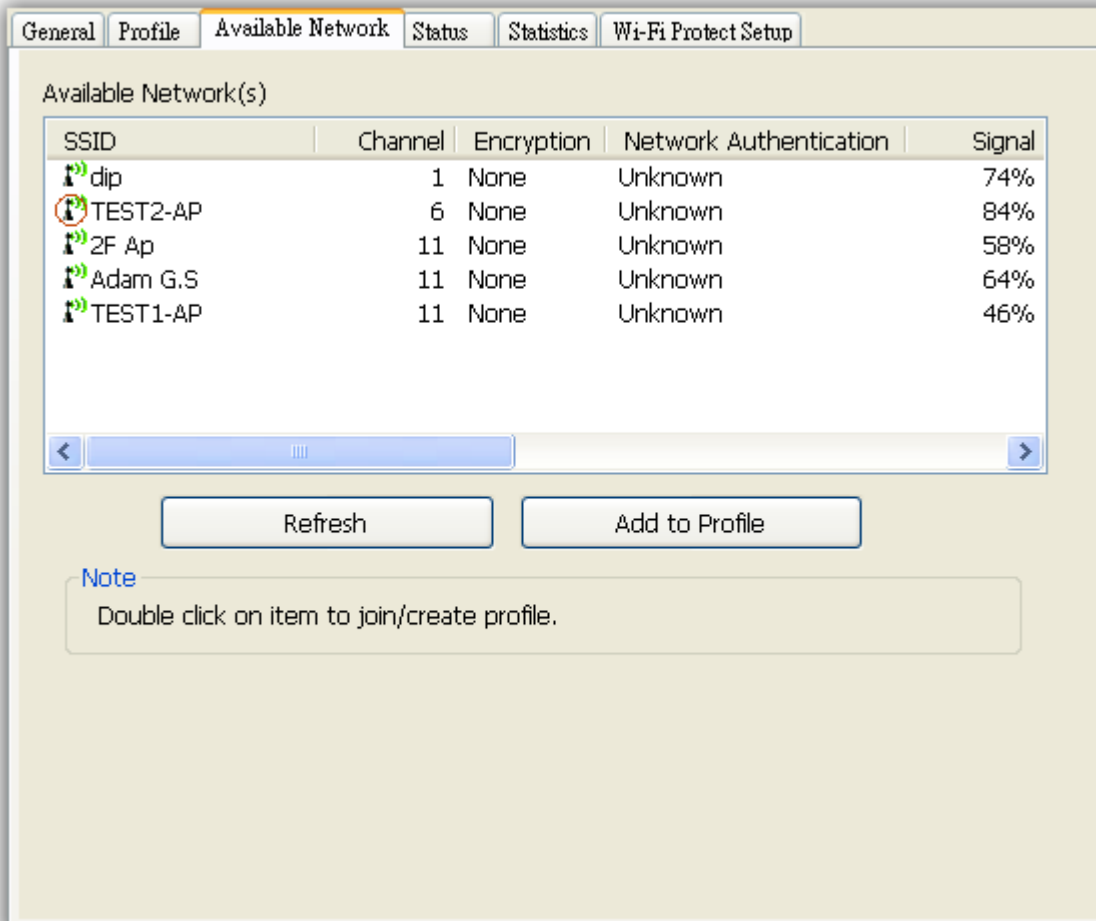 General Profile Available Network Status Statistics Wi-Fi Protect Setup
Available Network(s)
SSID Channel Encryption Network Authentication Signal
dip 1 None Unknown 74%
TEST2-AP 6 None Unknown 84%
2F Ap 11 None Unknown 58%
Adam G.S 11 None Unknown 64%
TEST1-AP 11 None Unknown 46%
Refresh Add to Profile
Note
Double click on item to join/create profile.